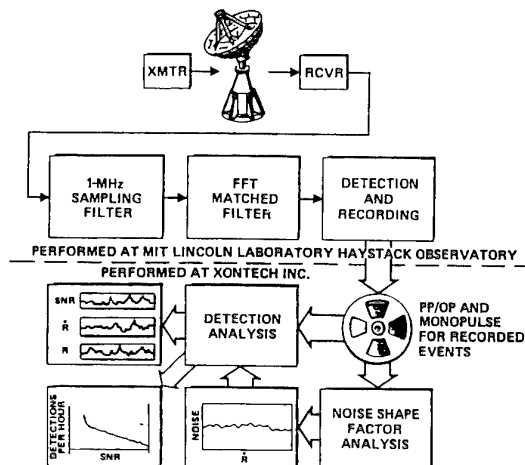 XMTR
RCVR
1-MHz
SAMPLING
FILTER
FFT
MATCHED
FILTER
DETECTION
AND
RECORDING
PERFORMED AT MIT LINCOLN LABORATORY HAYSTACK OBSERVATORY
PERFORMED AT XONTECH INC.
SNR
Ṙ
R
DETECTION
ANALYSIS
PP/OP AND
MONOPULSE
FOR RECORDED
EVENTS
DETECTIONS
PER HOUR
SNR
NOISE
Ṙ
NOISE SHAPE
FACTOR
ANALYSIS